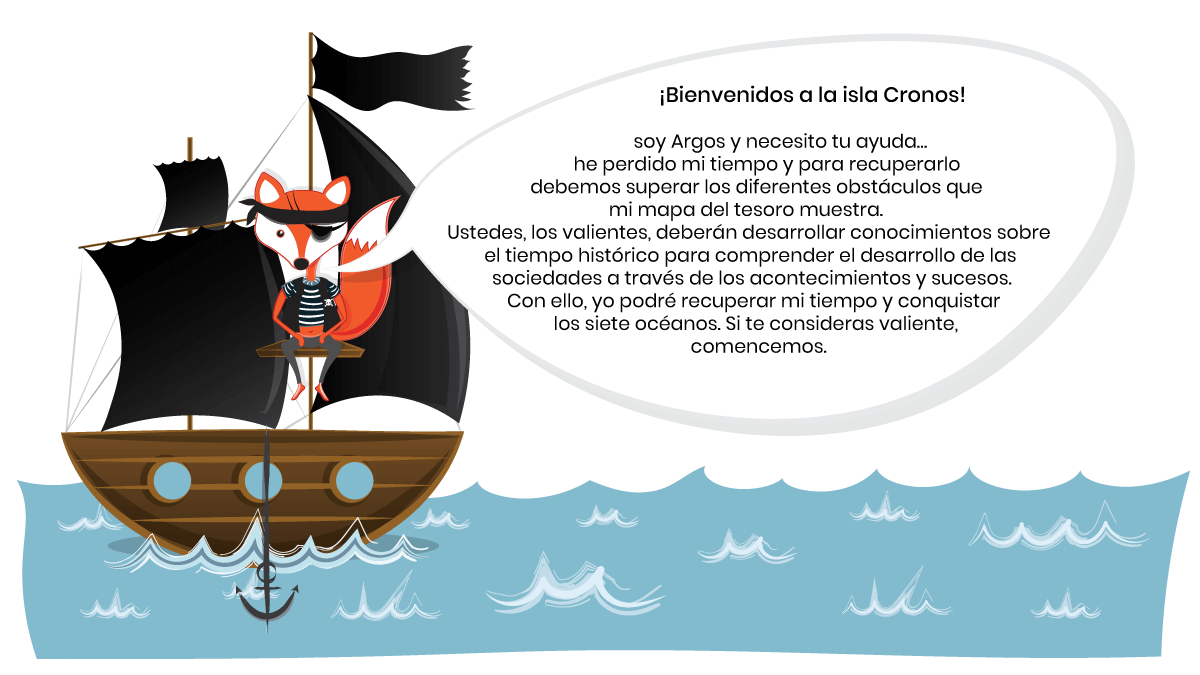 ¡Bienvenidos a la isla Cronos!
soy Argos y necesito tu ayuda...
he perdido mi tiempo y para recuperarlo
debemos superar los diferentes obstáculos que
mi mapa del tesoro muestra.
Ustedes, los valientes, deberán desarrollar conocimientos sobre
el tiempo histórico para comprender el desarrollo de las
sociedades a través de los acontecimientos y sucesos.
Con ello, yo podré recuperar mi tiempo y conquistar
los siete océanos. Si te consideras valiente,
comencemos.